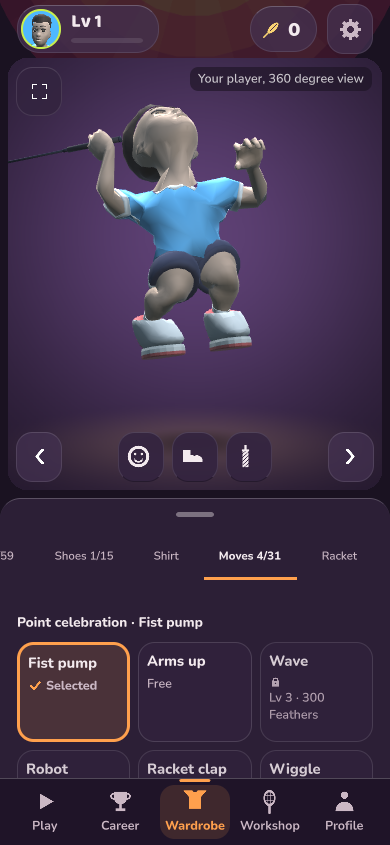 Lv 1
0
Your player, 360 degree view
59
Shoes 1/15
Shirt
Moves 4/31
Racket
Point celebration · Fist pump
Fist pump
Selected
Arms up
Free
Wave
Lv 3 · 300
Feathers
Robot
Racket clap
Wiggle
Play
Career
Wardrobe
Workshop
Profile